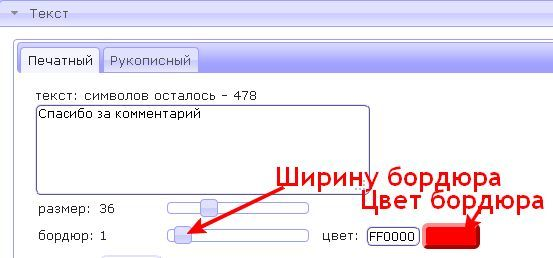 Текст
Печатный Рукописный
текст: символов осталось - 478
Спасибо за комментарий
Ширину бордюра
Цвет бордюра
размер: 36
бордюр: 1 цвет: FF0000